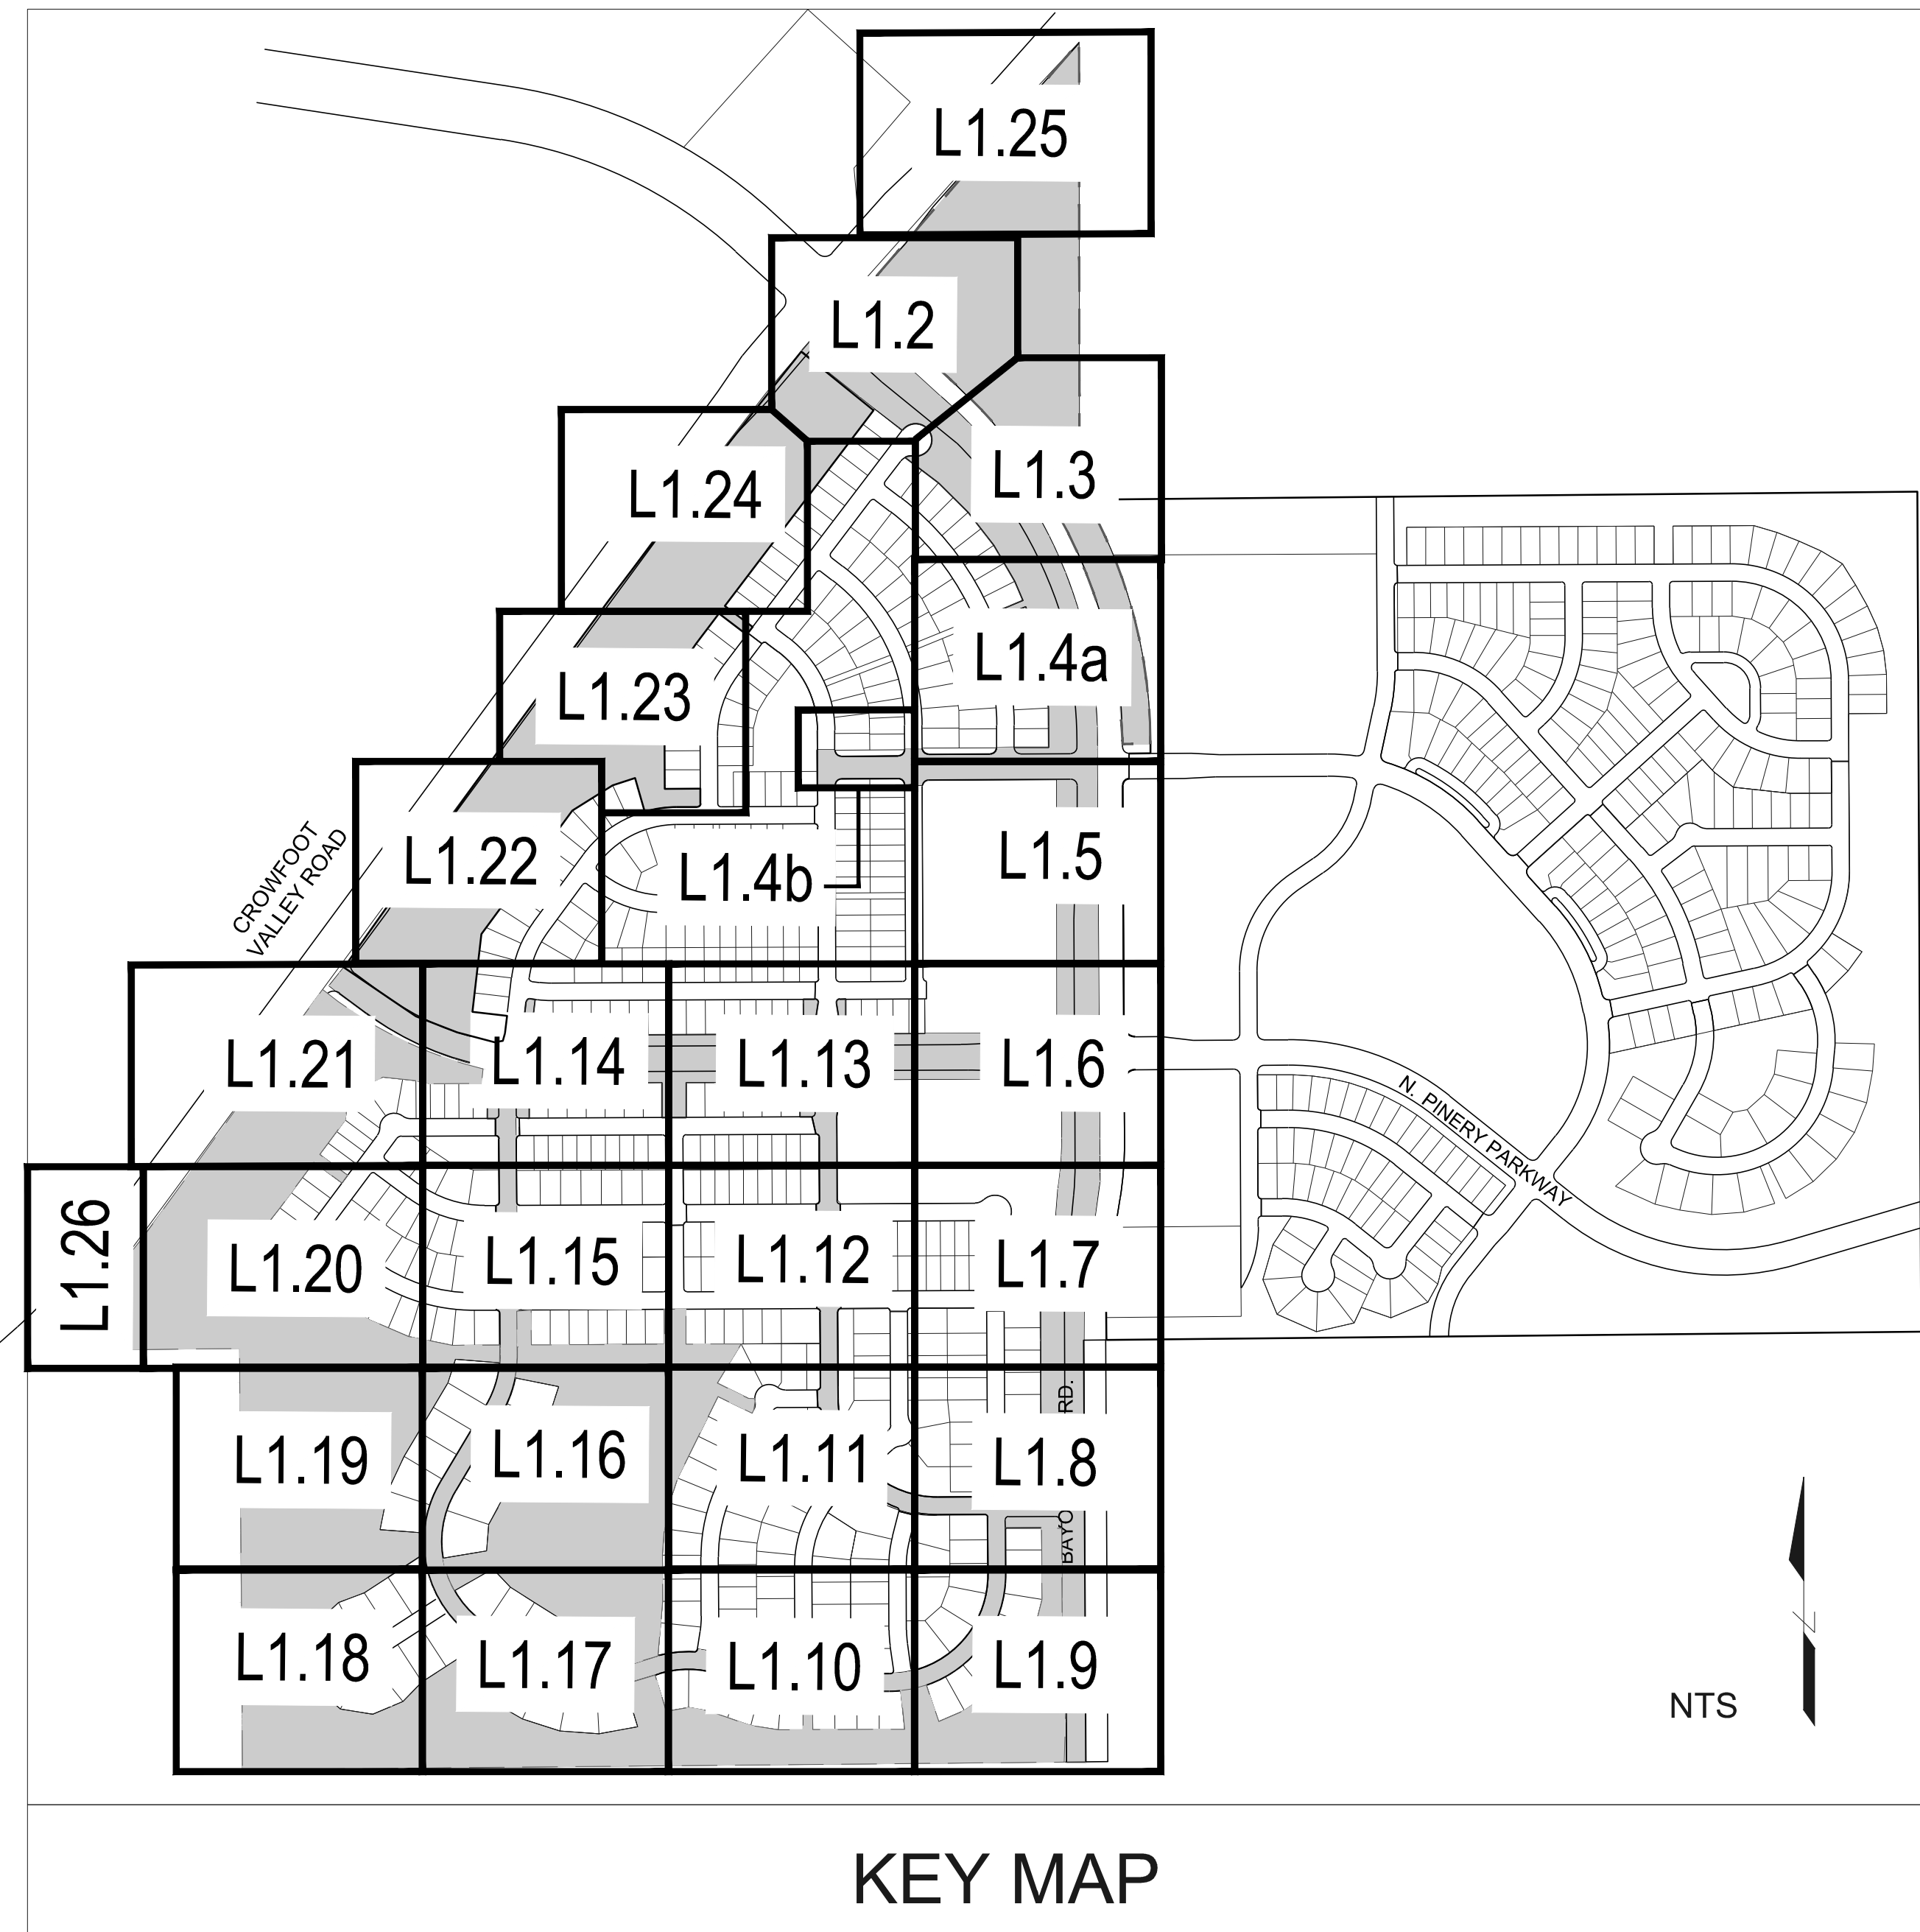 L1.25
L1.2
L1.3
L1.24
L1.4a
L1.23
L1.5
L1.22
L1.4b
CROWFOOT
VALLEY ROAD
L1.21
L1.14
L1.13
L1.6
N. PINERY PARKWAY
L1.26
L1.20
L1.15
L1.12
L1.7
RD.
L1.19
L1.16
L1.11
L1.8
BAYO
L1.18
L1.17
L1.10
L1.9
NTS
KEY MAP